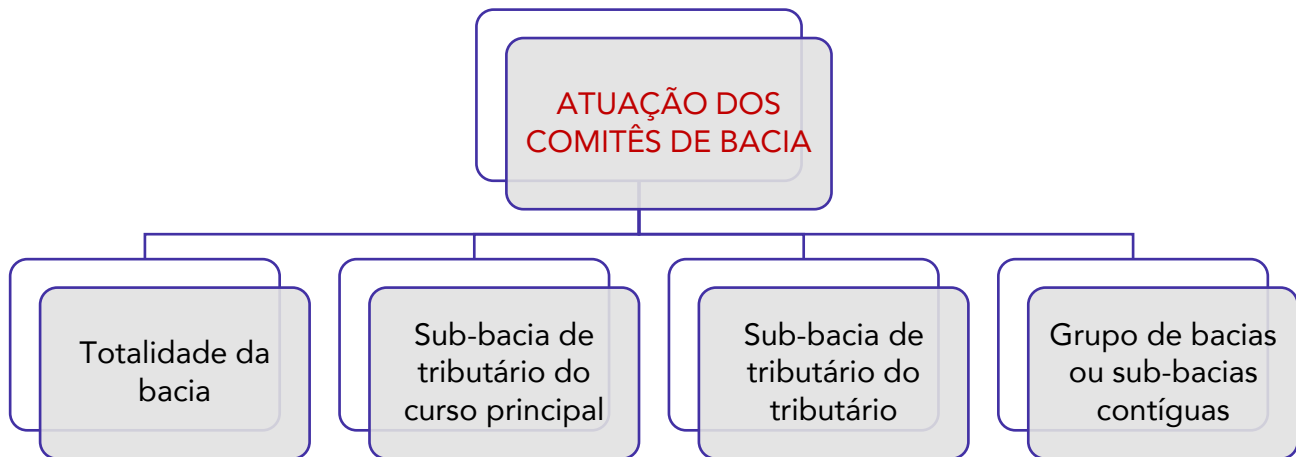 ATUAÇÃO DOS
COMITÊS DE BACIA
Totalidade da
bacia
Sub-bacia de
tributário do
curso principal
Sub-bacia de
tributário do
tributário
Grupo de bacias
ou sub-bacias
contíguas